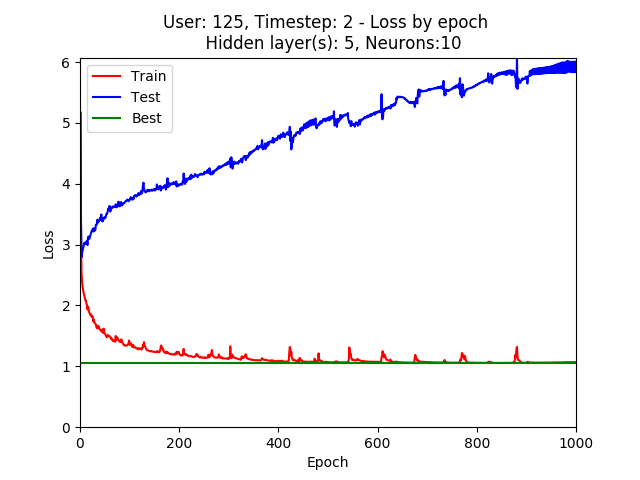 User: 125, Timestep: 2 - Loss by epoch
Hidden layer(s): 5, Neurons:10
6
5
4
3
2
1
0
Loss
Train
Test
Best
0 200 400 600 800 1000
Epoch